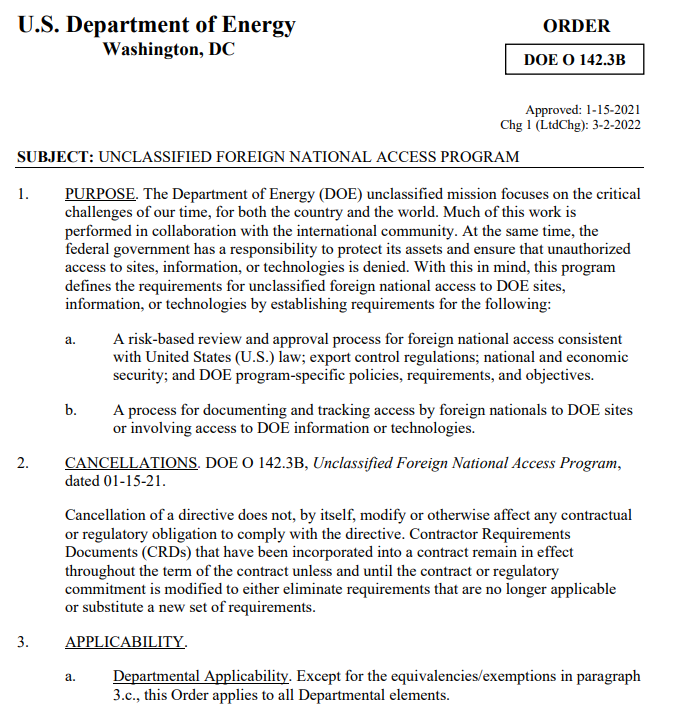 U.S. Department of Energy
Washington, DC
ORDER
DOE O 142.3B
Approved: 1-15-2021
Chg 1 (LtdChg): 3-2-2022
SUBJECT: UNCLASSIFIED FOREIGN NATIONAL ACCESS PROGRAM
1. PURPOSE. The Department of Energy (DOE) unclassified mission focuses on the critical
challenges of our time, for both the country and the world. Much of this work is
performed in collaboration with the international community. At the same time, the
federal government has a responsibility to protect its assets and ensure that unauthorized
access to sites, information, or technologies is denied. With this in mind, this program
defines the requirements for unclassified foreign national access to DOE sites,
information, or technologies by establishing requirements for the following:
a. A risk-based review and approval process for foreign national access consistent
with United States (U.S.) law; export control regulations; national and economic
security; and DOE program-specific policies, requirements, and objectives.
b. A process for documenting and tracking access by foreign nationals to DOE sites
or involving access to DOE information or technologies.
2. CANCELLATIONS. DOE O 142.3B, Unclassified Foreign National Access Program,
dated 01-15-21.
Cancellation of a directive does not, by itself, modify or otherwise affect any contractual
or regulatory obligation to comply with the directive. Contractor Requirements
Documents (CRDs) that have been incorporated into a contract remain in effect
throughout the term of the contract unless and until the contract or regulatory
commitment is modified to either eliminate requirements that are no longer applicable
or substitute a new set of requirements.
3. APPLICABILITY.
a. Departmental Applicability. Except for the equivalencies/exemptions in paragraph
3.c., this Order applies to all Departmental elements.